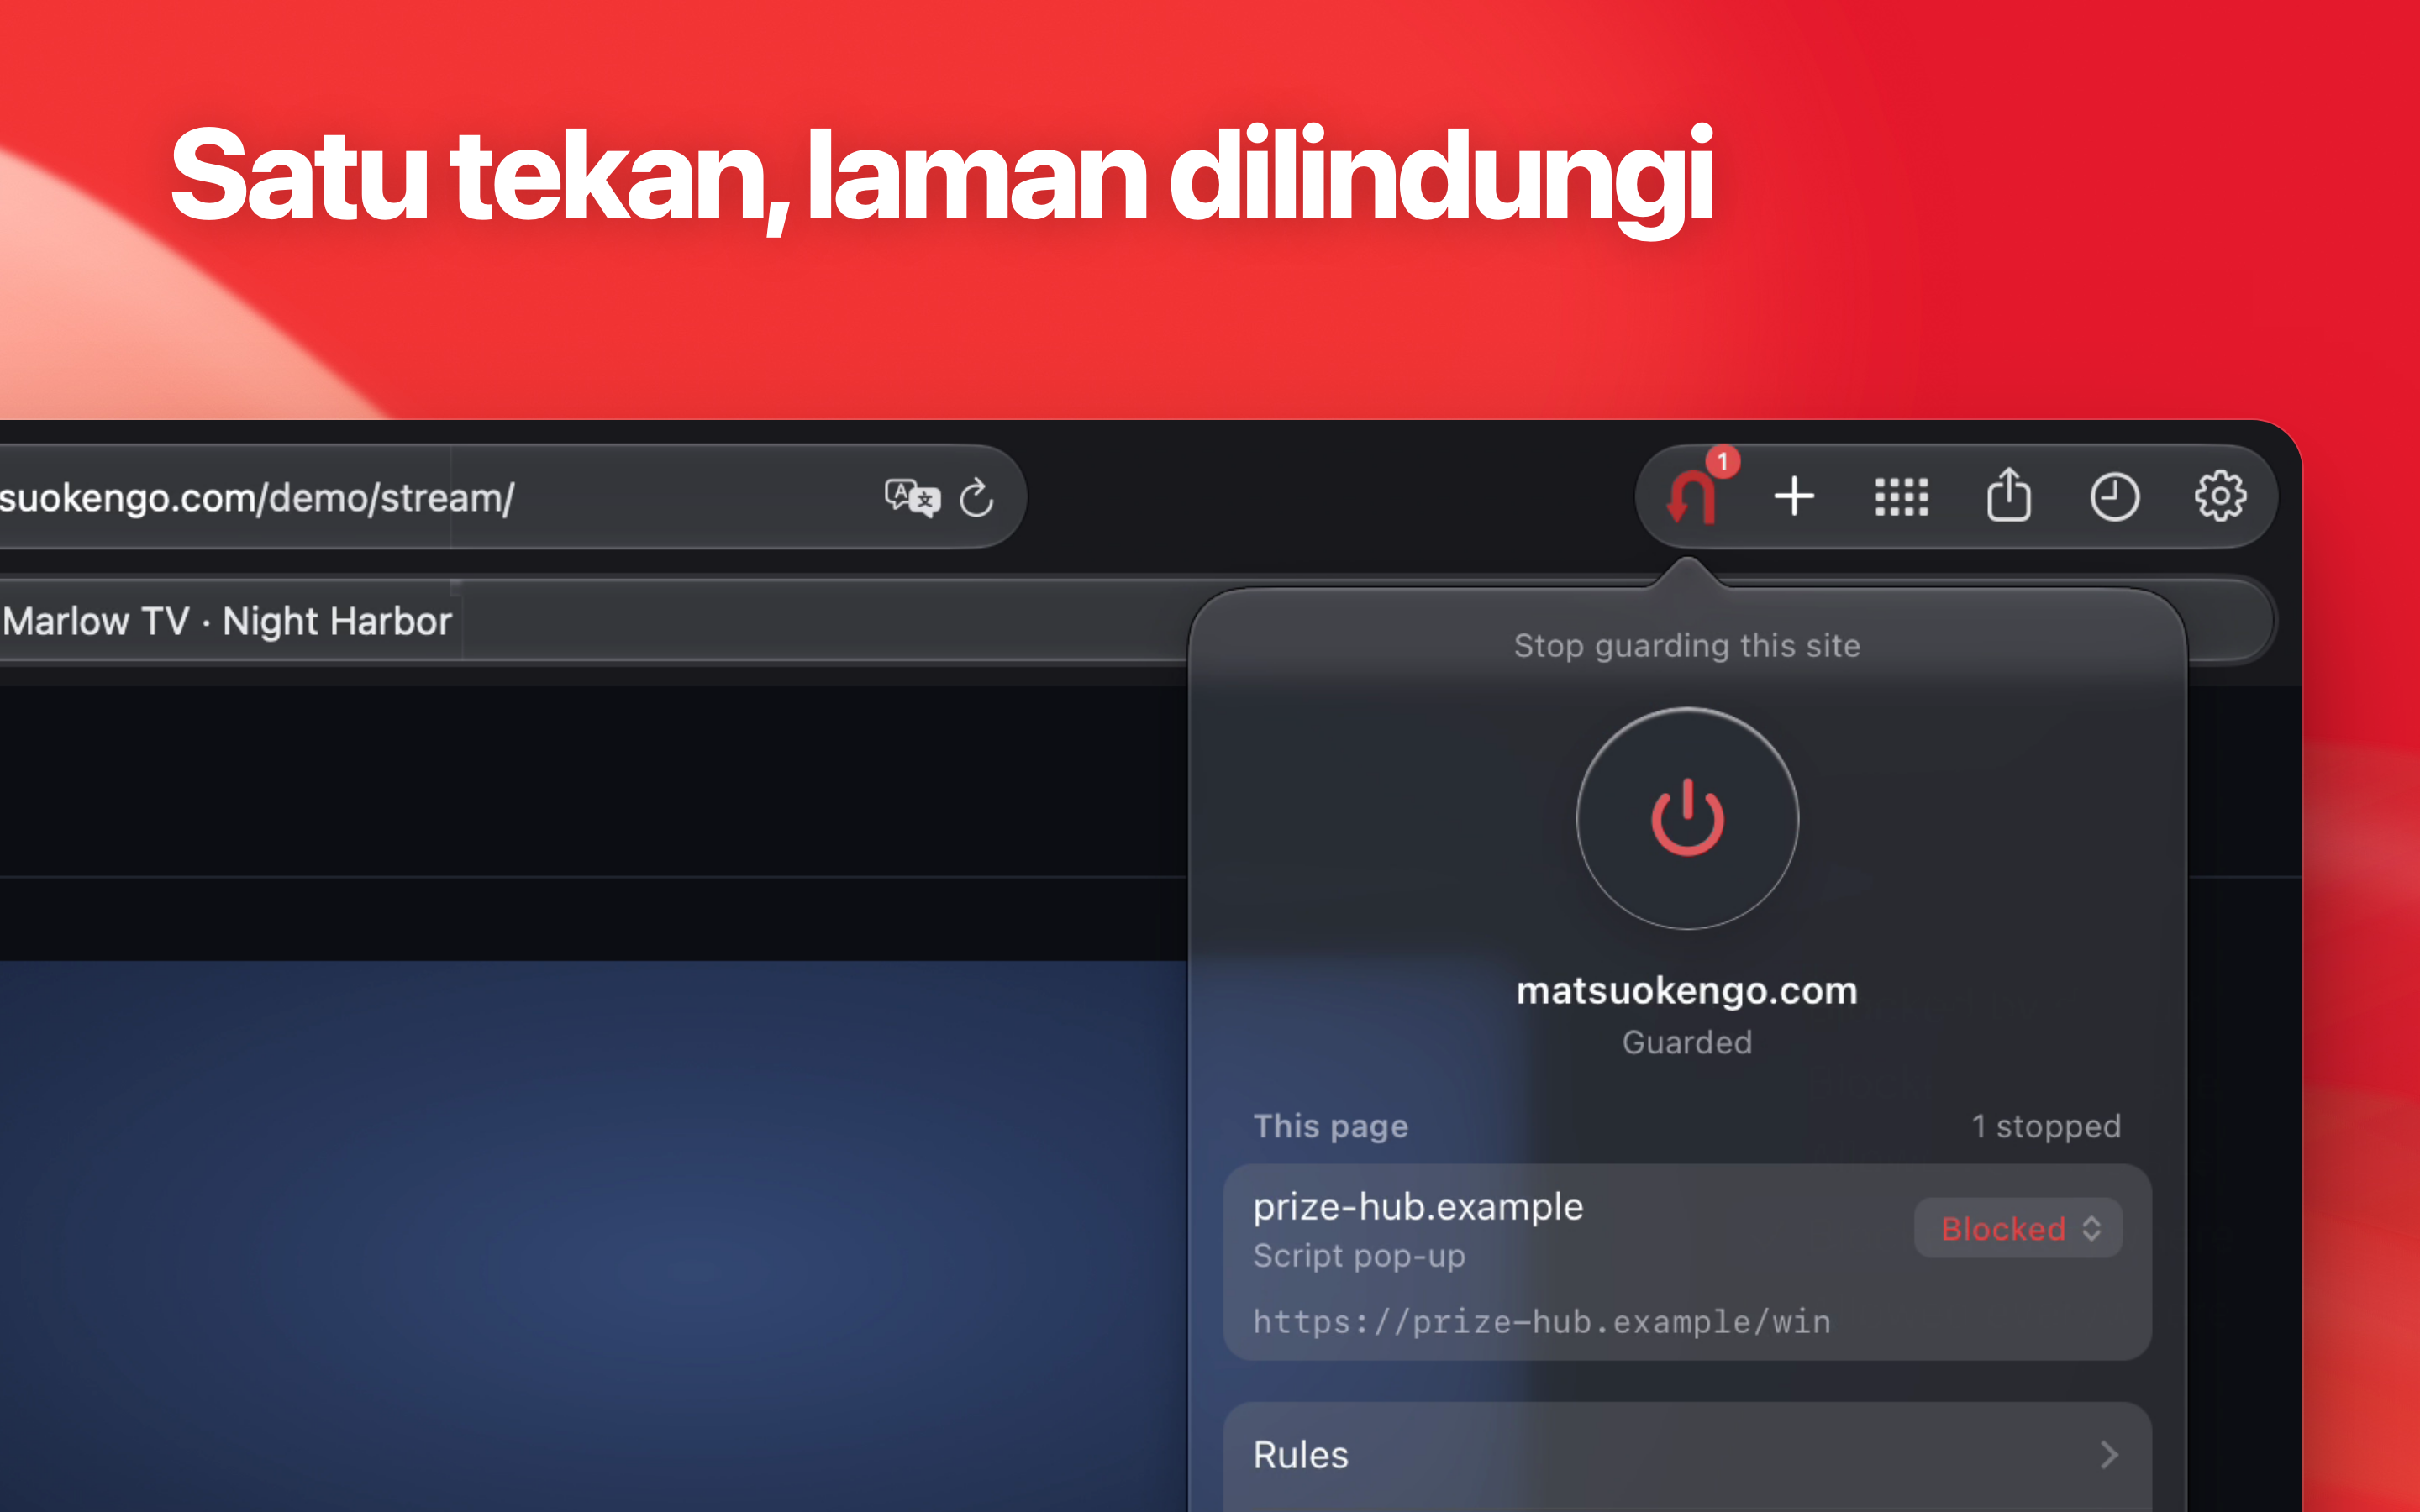 Satu tekan, laman dilindungi
suokengo.com/demo/stream/
1
Marlow TV · Night Harbor
Stop guarding this site
matsuokengo.com
Guarded
This page
1 stopped
prize-hub.example
Blocked
Script pop-up
https://prize-hub.example/win
Rules